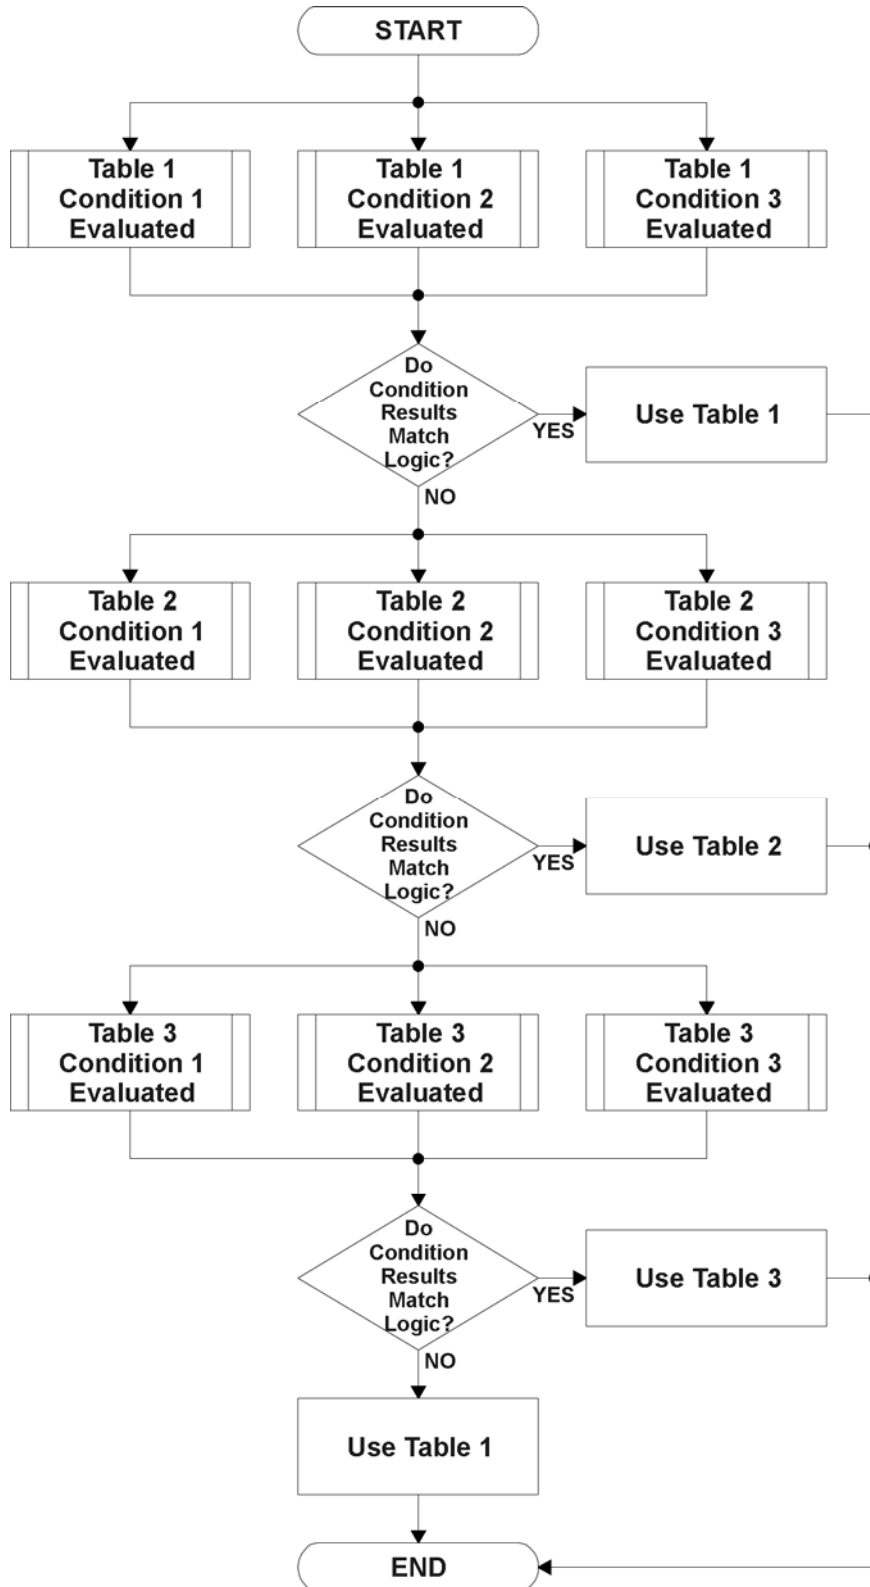 START
Table 1
Condition 1
Evaluated
Table 1
Condition 2
Evaluated
Table 1
Condition 3
Evaluated
Do
Condition
Results
Match
Logic?
YES
Use Table 1
NO
Table 2
Condition 1
Evaluated
Table 2
Condition 2
Evaluated
Table 2
Condition 3
Evaluated
Do
Condition
Results
Match
Logic?
YES
Use Table 2
NO
Table 3
Condition 1
Evaluated
Table 3
Condition 2
Evaluated
Table 3
Condition 3
Evaluated
Do
Condition
Results
Match
Logic?
YES
Use Table 3
NO
Use Table 1
END